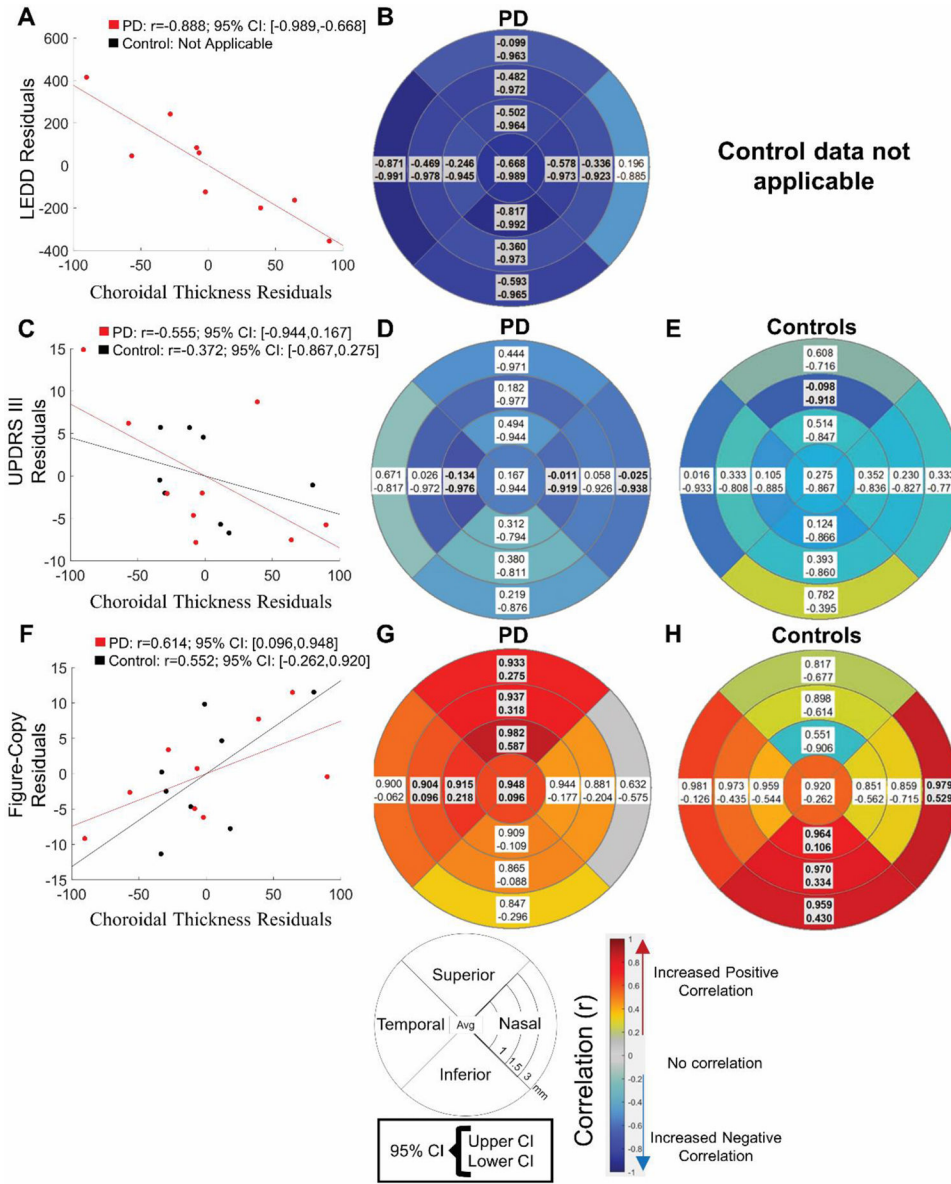 A
PD: r=-0.888; 95% CI: [-0.989,-0.668]
Control: Not Applicable
600
400
200
0
-200
-400
LEDD Residuals
-100 -50 0 50 100
Choroidal Thickness Residuals
B
PD
-0.099
-0.963
-0.482
-0.972
-0.502
-0.964
-0.871 -0.469 -0.246 -0.668 -0.578 -0.336 0.196
-0.991 -0.978 -0.945 -0.989 -0.973 -0.923 -0.885
-0.817
-0.992
-0.360
-0.973
-0.593
-0.965
Control data not
applicable
C
PD: r=-0.555; 95% CI: [-0.944,0.167]
Control: r=-0.372; 95% CI: [-0.867,0.275]
15
10
5
0
-5
-10
UPDRS III
Residuals
-100 -50 0 50 100
Choroidal Thickness Residuals
D
PD
0.444
-0.971
0.182
-0.977
0.494
-0.944
0.671 0.026 -0.134 0.167 -0.011 0.058 -0.025
-0.817 -0.972 -0.976 -0.944 -0.919 -0.926 -0.938
0.312
-0.794
0.380
-0.811
0.219
-0.876
E
Controls
0.608
-0.716
-0.098
-0.918
0.514
-0.847
0.016 0.333 0.105 0.275 0.352 0.230 0.333
-0.933 -0.808 -0.885 -0.867 -0.836 -0.827 -0.77
0.124
-0.866
0.393
-0.860
0.782
-0.395
F
PD: r=0.614; 95% CI: [0.096,0.948]
Control: r=0.552; 95% CI: [-0.262,0.920]
15
10
5
0
-5
-10
-15
Figure-Copy
Residuals
-100 -50 0 50 100
Choroidal Thickness Residuals
G
PD
0.933
0.275
0.937
0.318
0.982
0.587
0.900 0.904 0.915 0.948 0.944 0.881 0.632
-0.062 0.096 0.218 0.096 -0.177 -0.204 -0.575
0.909
-0.109
0.865
-0.088
0.847
-0.296
H
Controls
0.817
-0.677
0.898
-0.614
0.551
-0.906
0.981 0.973 0.959 0.920 0.851 0.859 0.979
-0.126 -0.435 -0.544 -0.262 -0.562 -0.715 0.529
0.964
0.106
0.970
0.334
0.959
0.430
Superior
Temporal Avg Nasal
Inferior
1 1.5 3 mm
95% CI
Upper CI
Lower CI
Correlation (r)
1
0.8
0.6
0.4
0.2
0
-0.2
-0.4
-0.6
-0.8
-1
Increased Positive
Correlation
No correlation
Increased Negative
Correlation